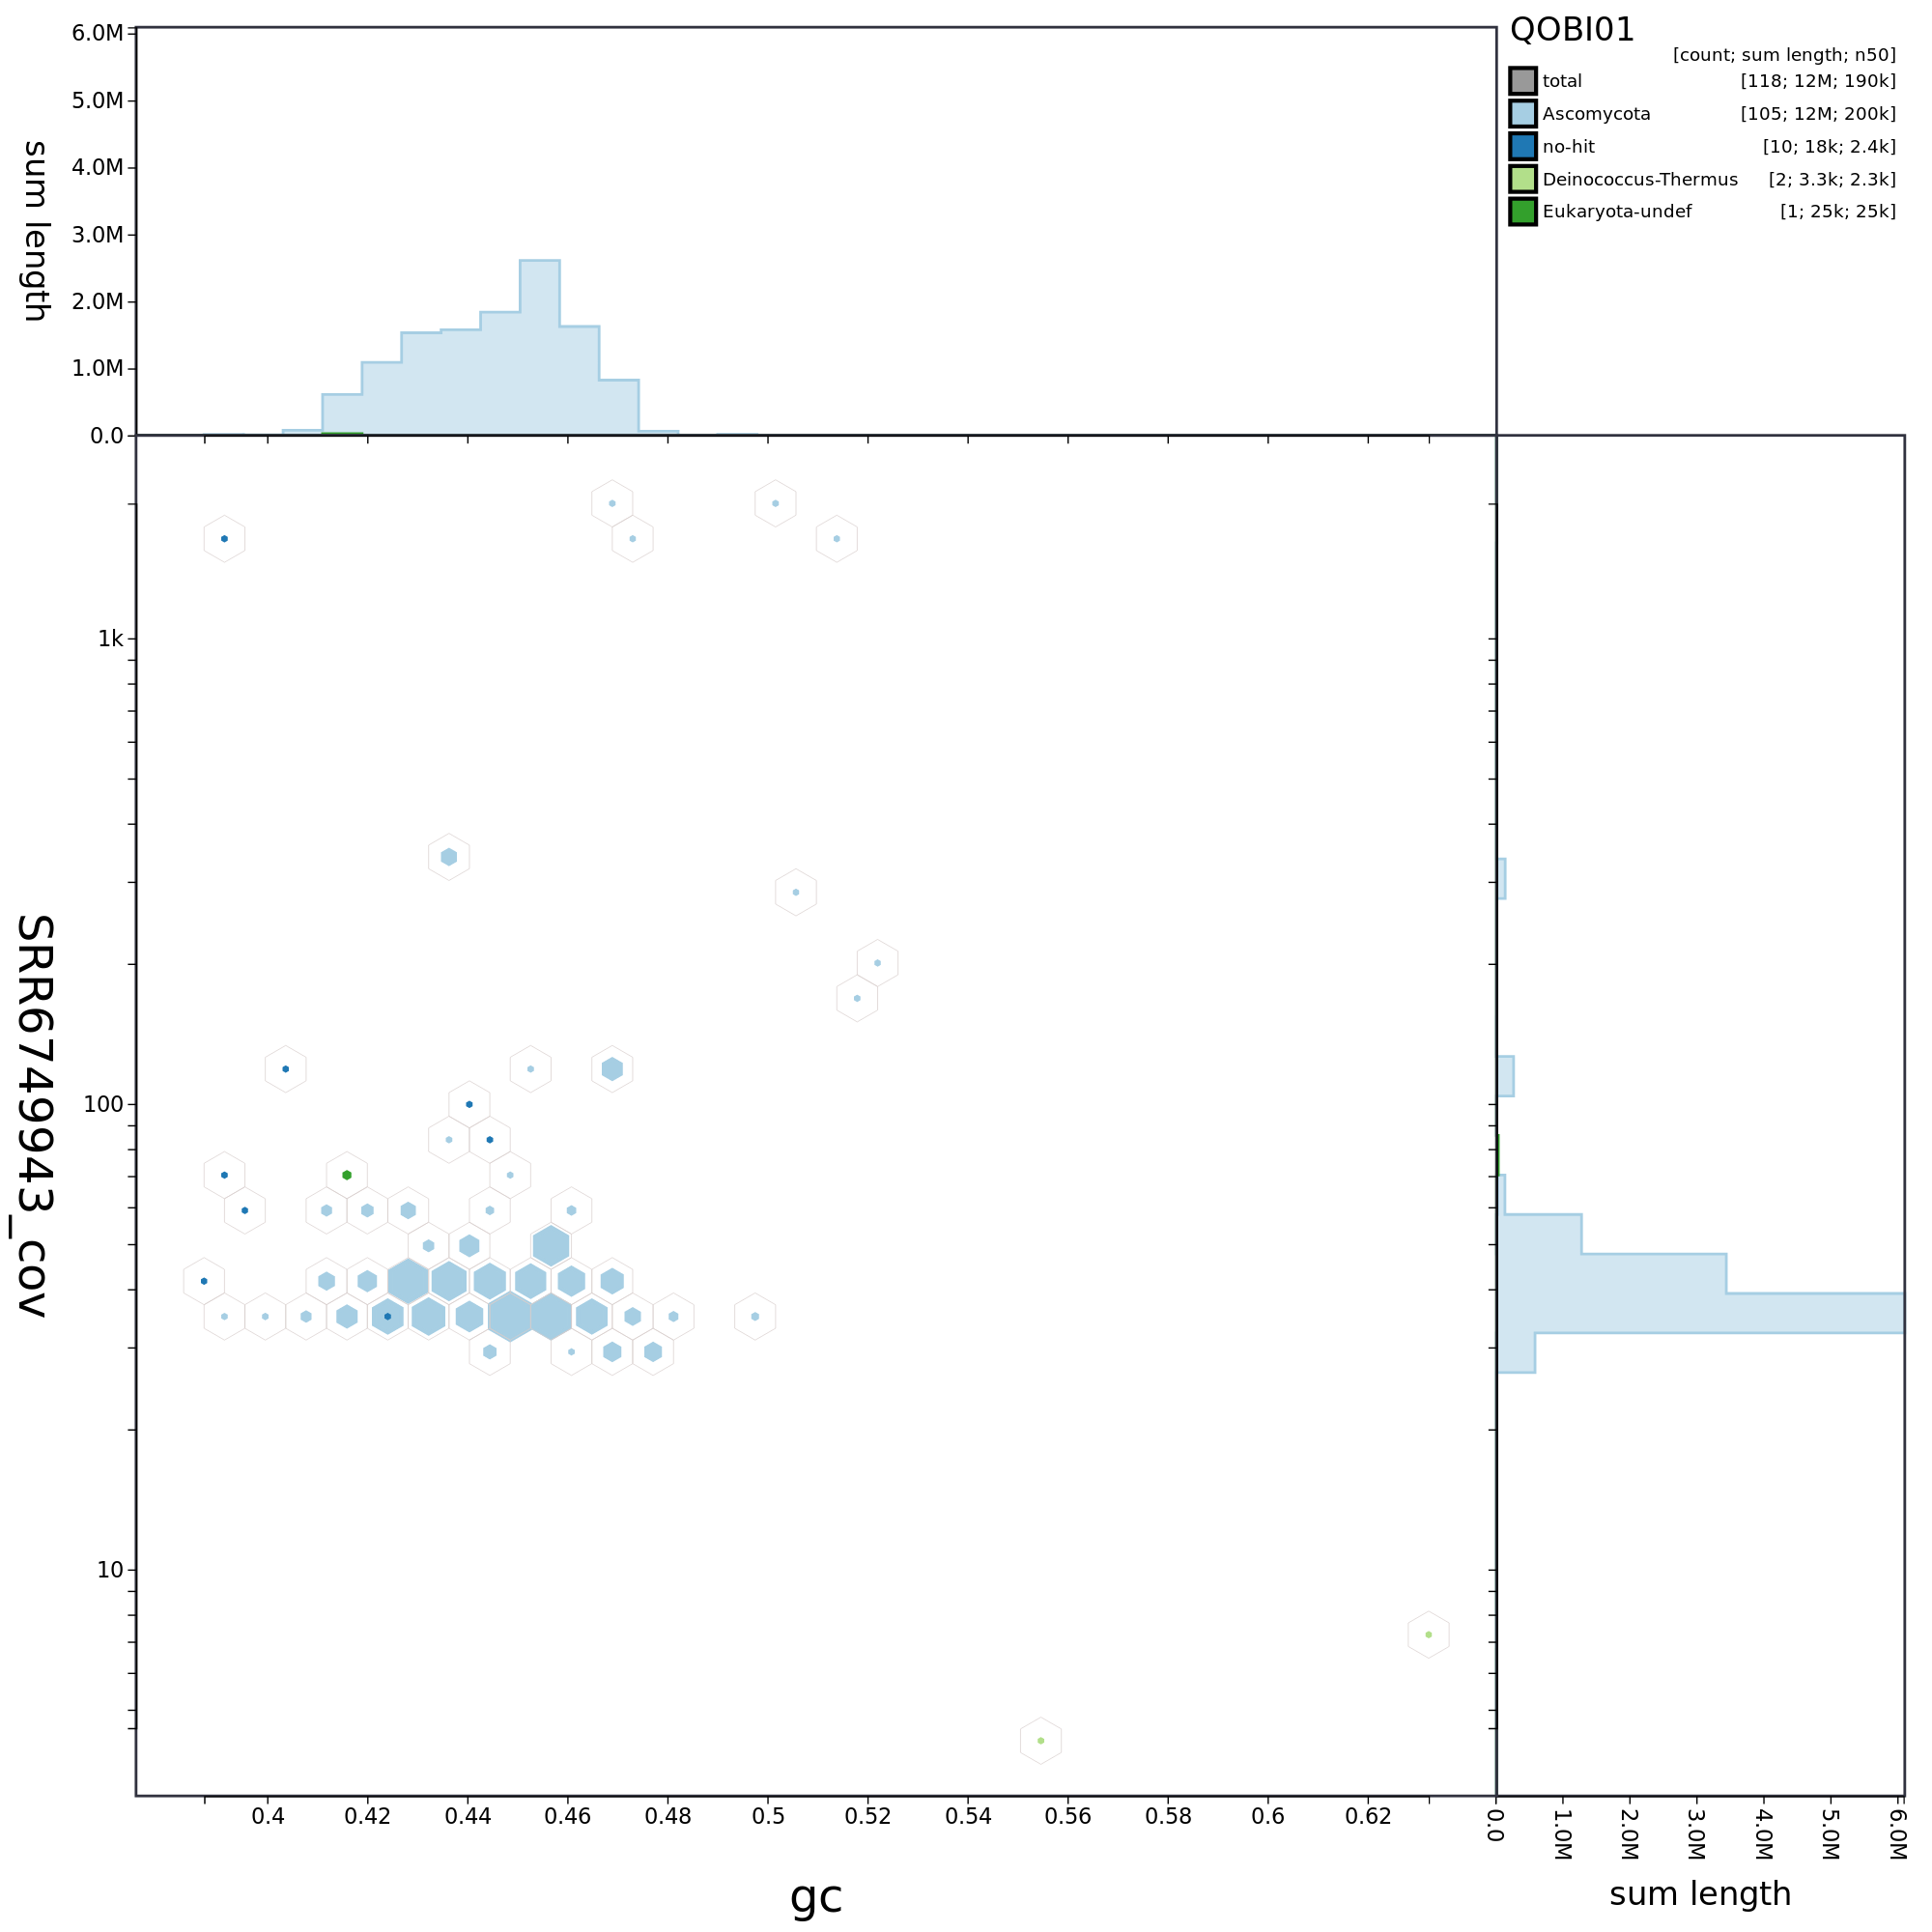 QOBI01
[count; sum length; n50]
total [118; 12M; 190k]
Ascomycota [105; 12M; 200k]
no-hit [10; 18k; 2.4k]
Deinococcus-Thermus [2; 3.3k; 2.3k]
Eukaryota-undef [1; 25k; 25k]
6.0M
5.0M
4.0M
3.0M
2.0M
1.0M
0.0
sum length
1k
100
10
SRR6749943_cov
0.4 0.42 0.44 0.46 0.48 0.5 0.52 0.54 0.56 0.58 0.6 0.62
gc
0.0 1.0M 2.0M 3.0M 4.0M 5.0M 6.0M
sum length